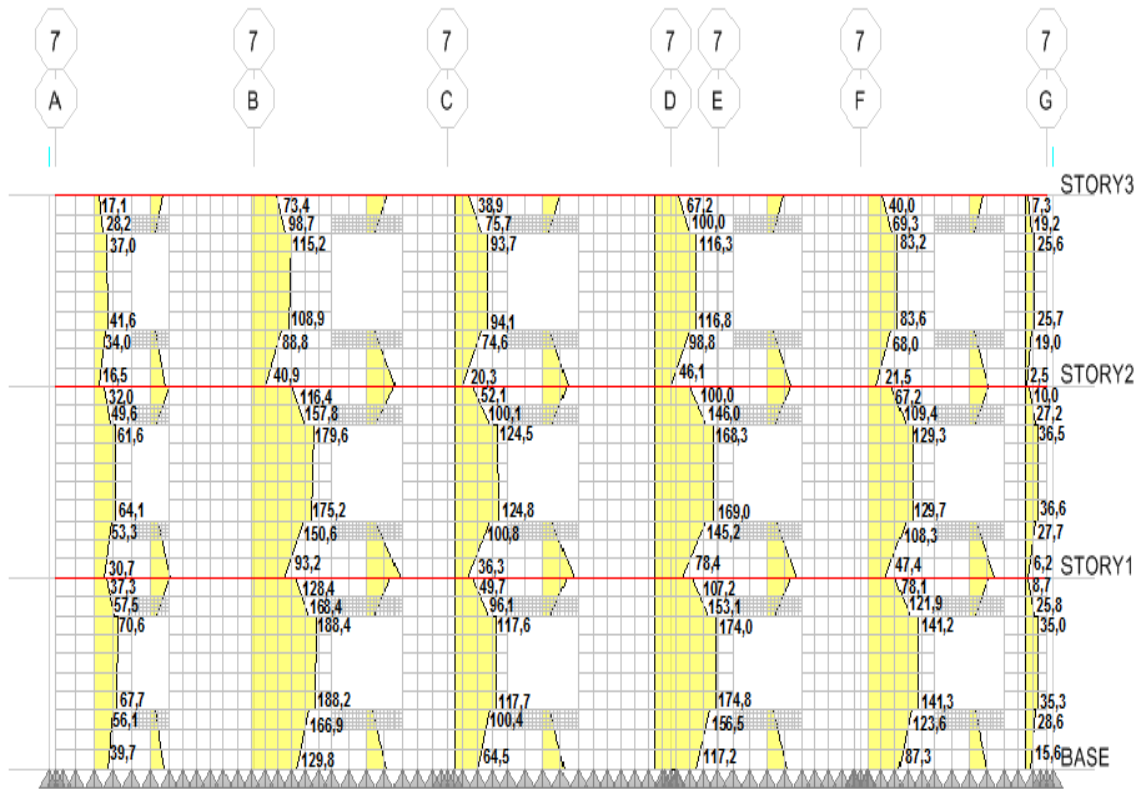 7 7 7 7 7 7 7
A B C D E F G
STORY3
17,1 73,4 38,9 67,2 40,0 7,3
28,2 98,7 75,7 100,0 69,3 19,2
37,0 115,2 93,7 116,3 83,2 25,6
41,6 108,9 94,1 116,8 83,6 25,7
34,0 88,8 74,6 98,8 68,0 19,0
16,5 40,9 20,3 46,1 21,5 2,5 STORY2
32,0 116,4 52,1 100,0 67,2 10,0
49,6 157,8 100,1 146,0 109,4 27,2
61,6 179,6 124,5 168,3 129,3 36,5
64,1 175,2 124,8 169,0 129,7 36,6
53,3 150,6 100,8 145,2 108,3 27,7
30,7 93,2 36,3 78,4 47,4 6,2 STORY1
37,3 128,4 49,7 107,2 78,1 8,7
57,5 168,4 96,1 153,1 121,9 25,8
70,6 188,4 117,6 174,0 141,2 35,0
67,7 188,2 117,7 174,8 141,3 35,3
56,1 166,9 100,4 156,5 123,6 28,6
39,7 129,8 64,5 117,2 87,3 15,6 BASE